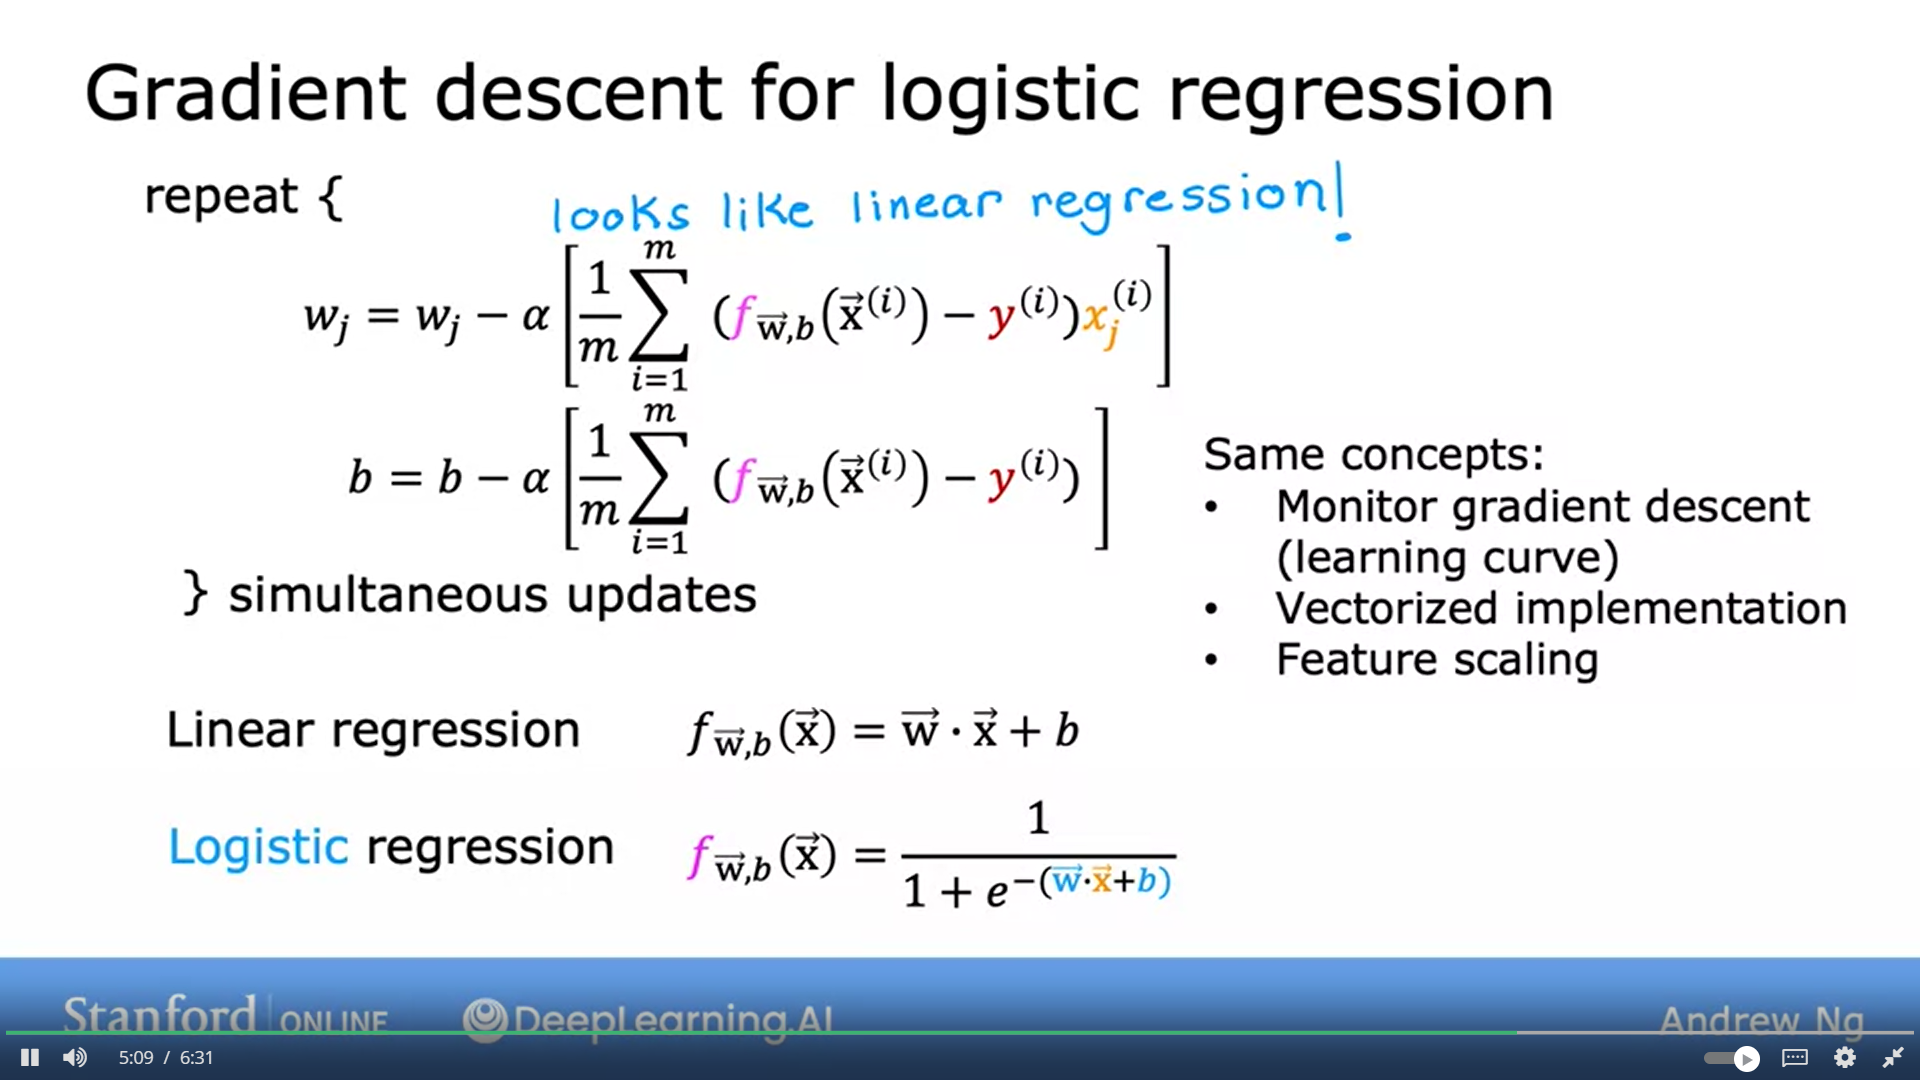 Gradient descent for logistic regression
repeat {
looks like linear regression!
w_j = w_j − α [ 1/m ∑_{i=1}^{m} (f_{w⃗,b}(x⃗^{(i)}) − y^{(i)}) x_j^{(i)} ]
b = b − α [ 1/m ∑_{i=1}^{m} (f_{w⃗,b}(x⃗^{(i)}) − y^{(i)}) ]
} simultaneous updates
Same concepts:
• Monitor gradient descent
(learning curve)
• Vectorized implementation
• Feature scaling
Linear regression f_{w⃗,b}(x⃗) = w⃗ · x⃗ + b
Logistic regression f_{w⃗,b}(x⃗) = 1 / (1 + e^{−(w⃗·x⃗+b)})
Stanford | ONLINE DeepLearning.AI Andrew Ng
5:09 / 6:31